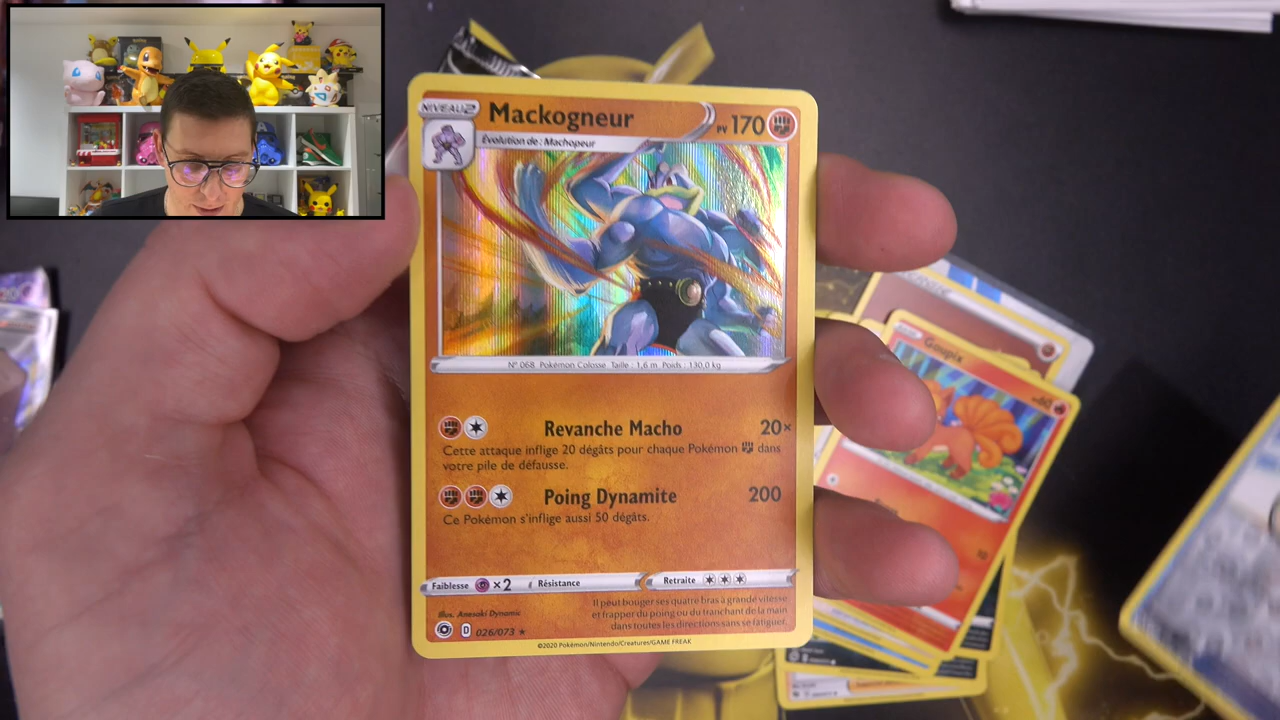 NIVEAU 2
Mackogneur
PV 170
Évolution de : Machopeur
N° 068 Pokémon Colosse Taille : 1,6 m Poids : 130,0 kg
Revanche Macho 20×
Cette attaque inflige 20 dégâts pour chaque Pokémon dans
votre pile de défausse.
Poing Dynamite 200
Ce Pokémon s'inflige aussi 50 dégâts.
Faiblesse ×2 Résistance Retraite
Illus. Anesaki Dynamic
Il peut bouger ses quatre bras à grande vitesse
et frapper du poing ou du tranchant de la main
dans toutes les directions sans se fatiguer.
D 026/073 ★
©2020 Pokémon/Nintendo/Creatures/GAME FREAK
Goupix